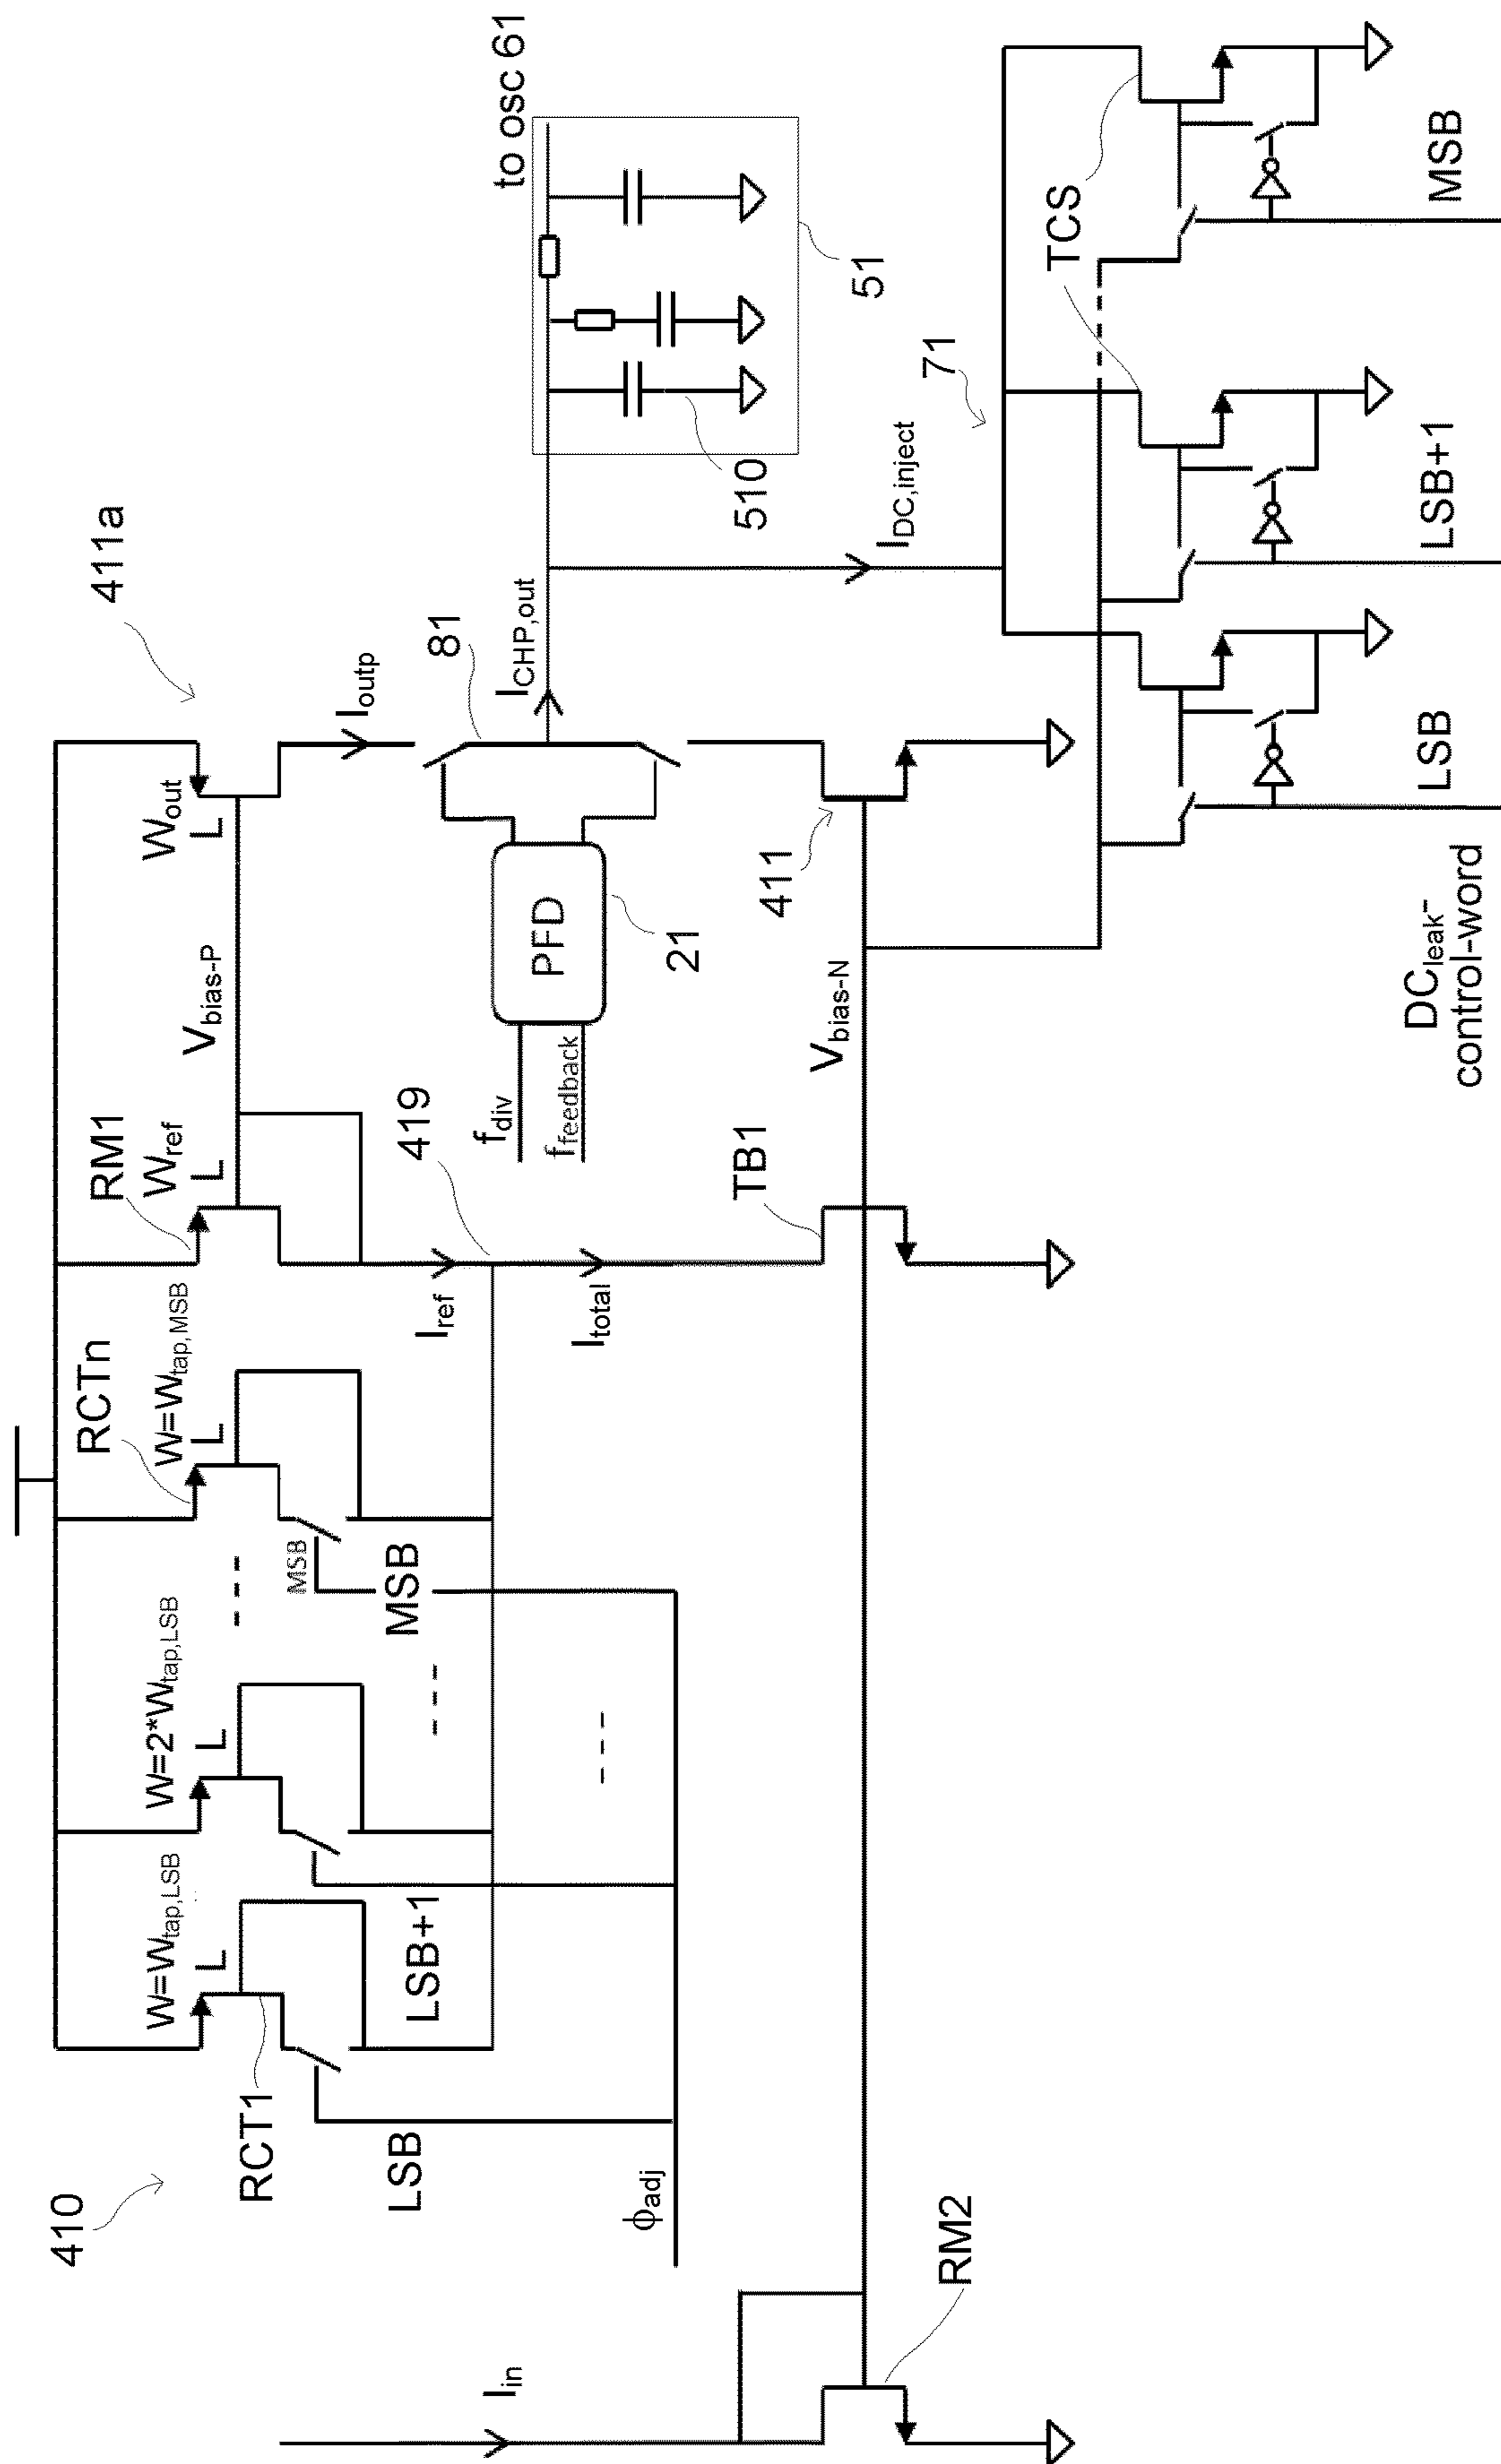 410
RCT1
W=W_tap,LSB
L
W=2*W_tap,LSB
L
RCTn
W=W_tap,MSB
L
RM1
W_ref
L
V_bias-P
W_out
L
411a
MSB
LSB
LSB+1
MSB
I_ref
419
I_outp
81
I_CHP,out
to osc 61
f_div
f_feedback
PFD
21
I_total
ϕ_adj
510
51
I_in
TB1
V_bias-N
411
I_DC,inject
71
TCS
RM2
LSB
LSB+1
MSB
DC_leak-
control-word